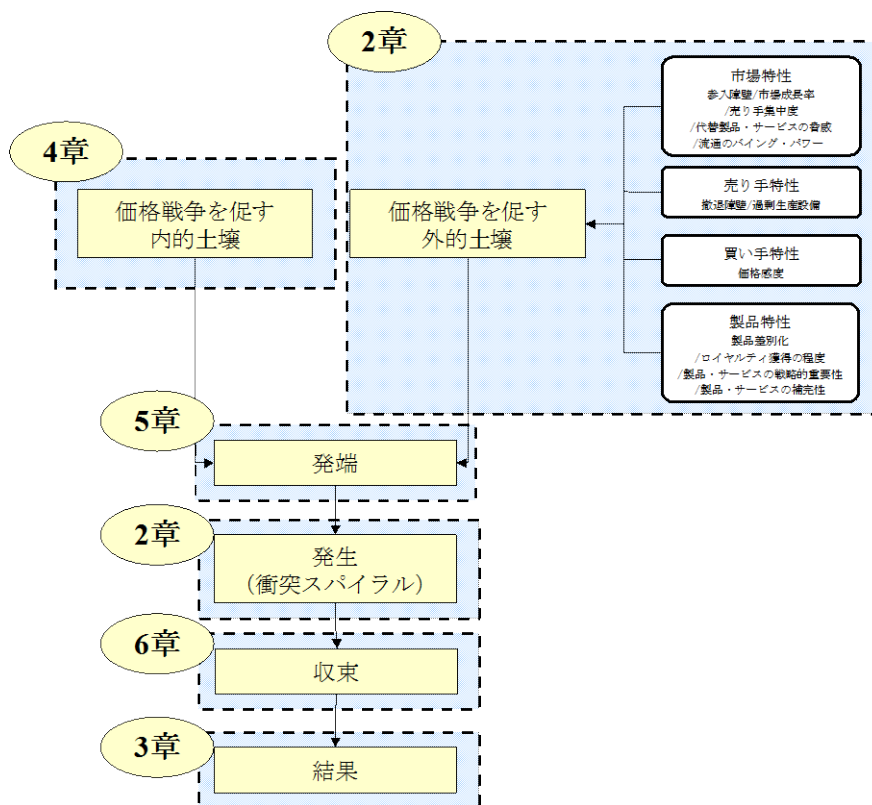 2章
市場特性
参入障壁/市場成長率
/売り手集中度
/代替製品・サービスの脅威
/流通のバイイング・パワー
4章
価格戦争を促す
内的土壌
価格戦争を促す
外的土壌
売り手特性
撤退障壁/過剰生産設備
買い手特性
価格感度
製品特性
製品差別化
/ロイヤルティ獲得の程度
/製品・サービスの戦略的重要性
/製品・サービスの補完性
5章
発端
2章
発生
（衝突スパイラル）
6章
収束
3章
結果